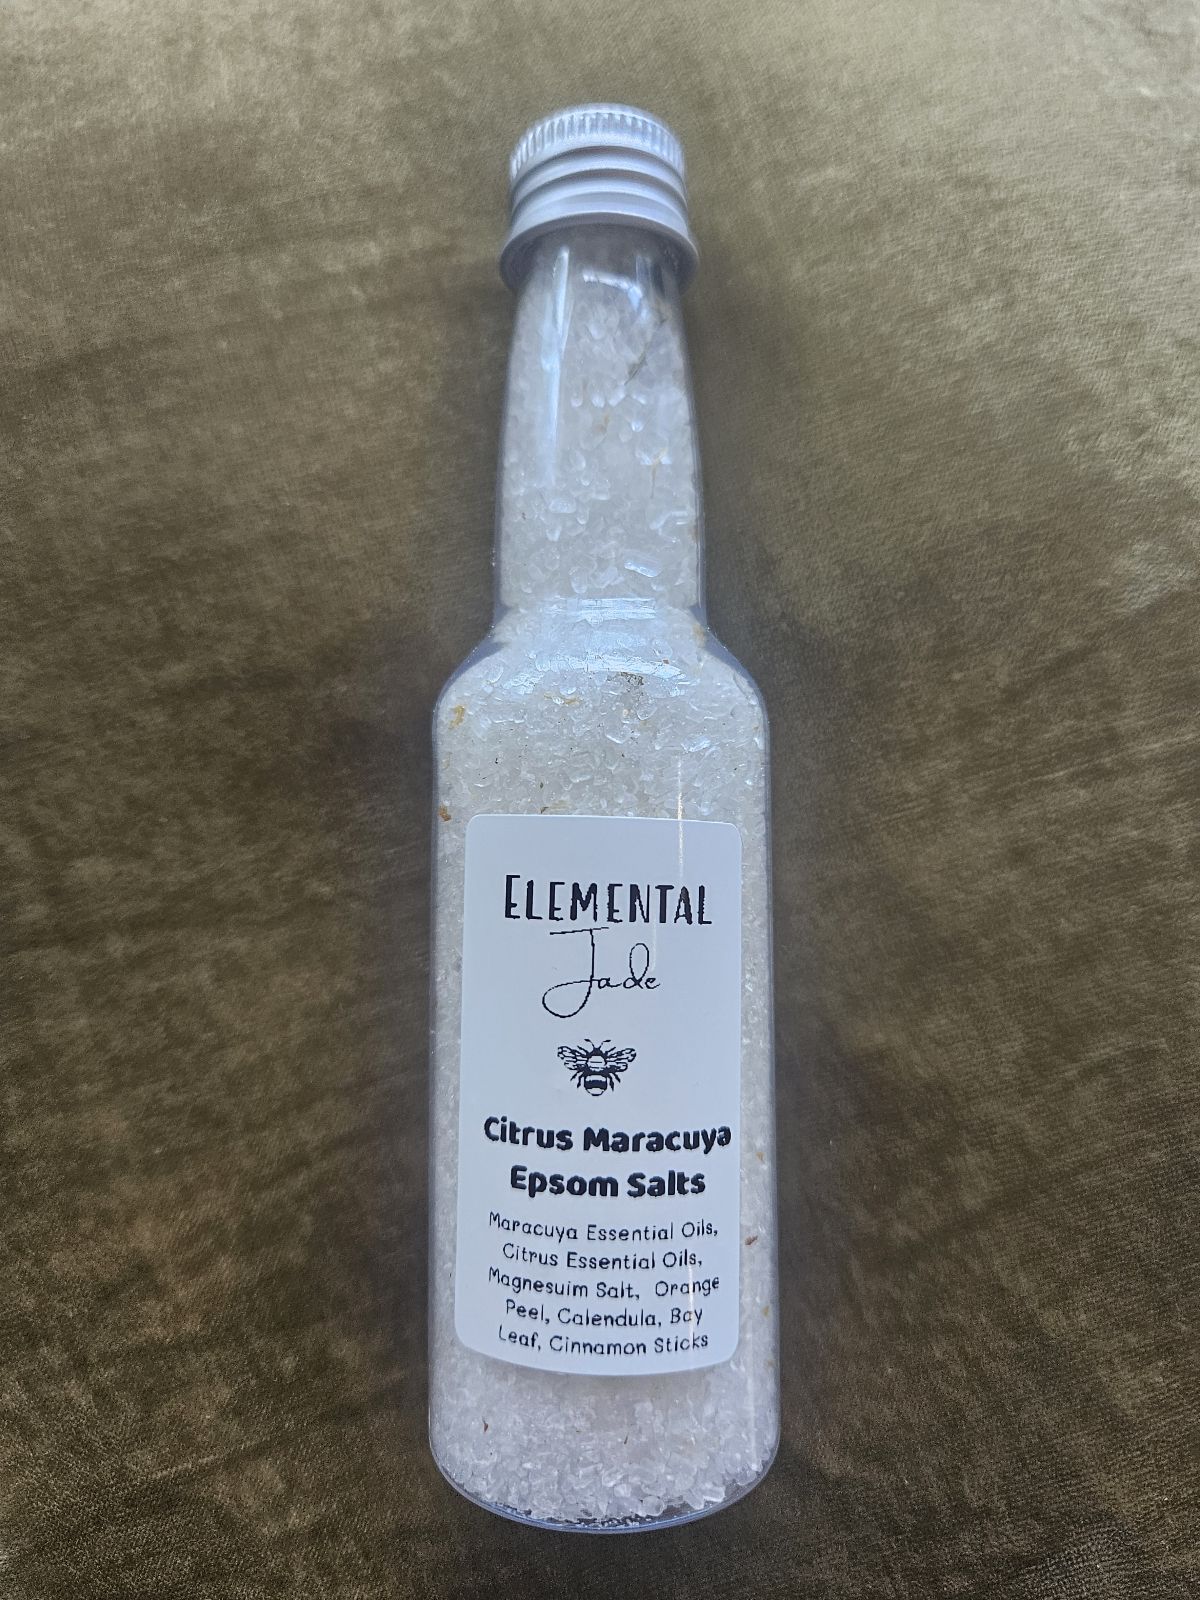 ELEMENTAL
Jade
Citrus Maracuya
Epsom Salts
Maracuya Essential Oils,
Citrus Essential Oils,
Magnesuim Salt, Orange
Peel, Calendula, Bay
Leaf, Cinnamon Sticks